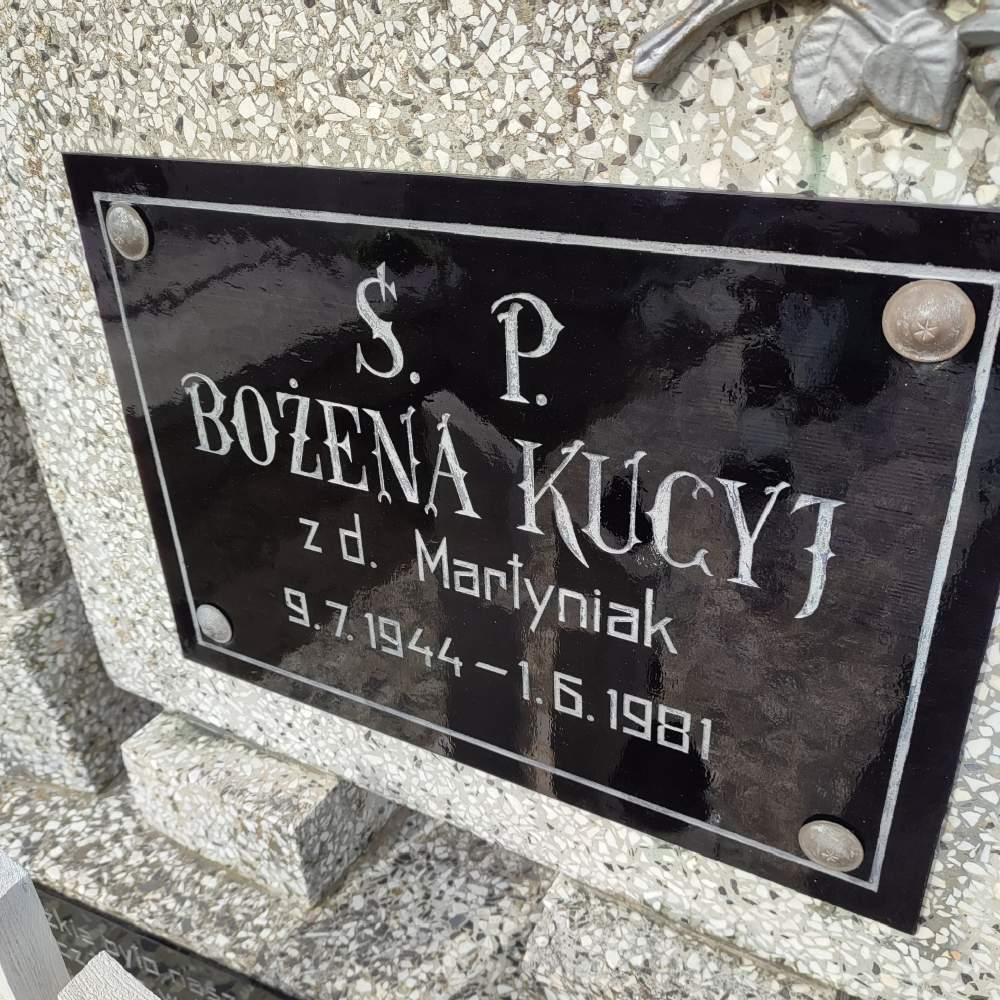 Ś. P.
BOŻENA KUCYJ
z d. Martyniak
9.7.1944 – 1.6.1981